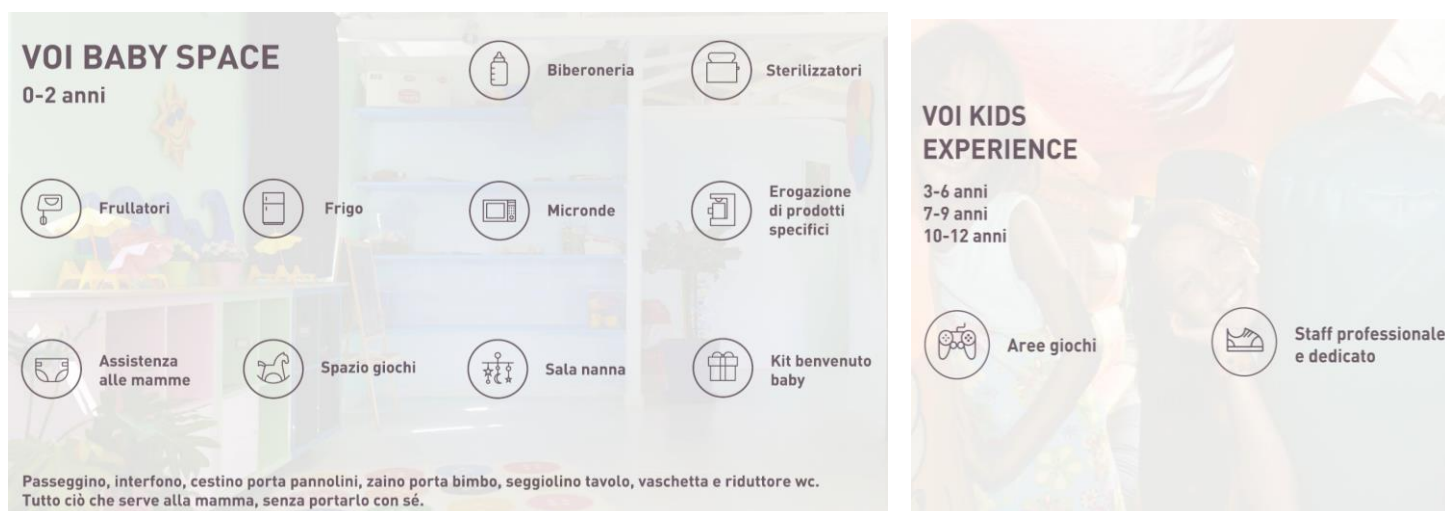 VOI BABY SPACE
0-2 anni
Biberoneria
Sterilizzatori
Frullatori
Frigo
Micronde
Erogazione
di prodotti
specifici
Assistenza
alle mamme
Spazio giochi
Sala nanna
Kit benvenuto
baby
Passeggino, interfono, cestino porta pannolini, zaino porta bimbo, seggiolino tavolo, vaschetta e riduttore wc.
Tutto ciò che serve alla mamma, senza portarlo con sé.
VOI KIDS
EXPERIENCE
3-6 anni
7-9 anni
10-12 anni
Aree giochi
Staff professionale
e dedicato